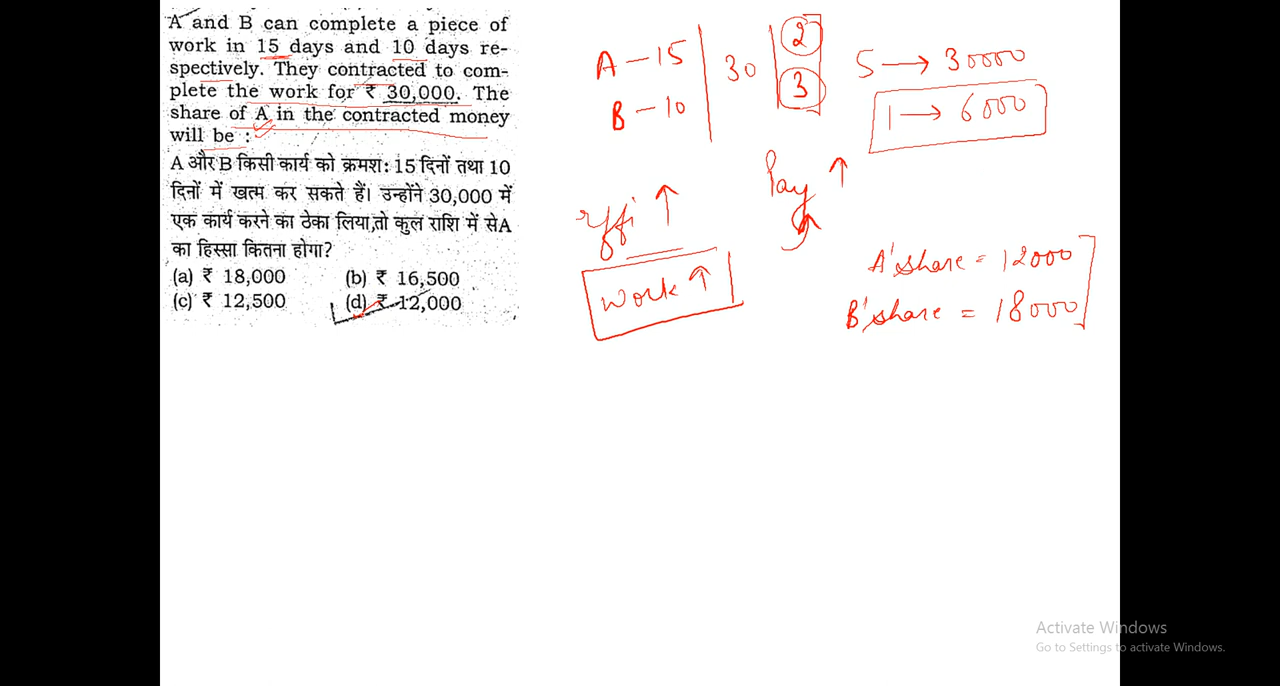 A and B can complete a piece of
work in 15 days and 10 days re-
spectively. They contracted to com-
plete the work for ₹ 30,000. The
share of A in the contracted money
will be :
A और B किसी कार्य को क्रमश: 15 दिनों तथा 10
दिनों में खत्म कर सकते हैं। उन्होंने 30,000 में
एक कार्य करने का ठेका लिया,तो कुल राशि में से A
का हिस्सा कितना होगा?
(a) ₹ 18,000 (b) ₹ 16,500
(c) ₹ 12,500 (d) ₹ 12,000
A – 15 30 2
B – 10 3
5 → 30000
1 → 6000
effi ↑ Pay ↑
Work ↑
A' share = 12000
B' share = 18000
Activate Windows
Go to Settings to activate Windows.